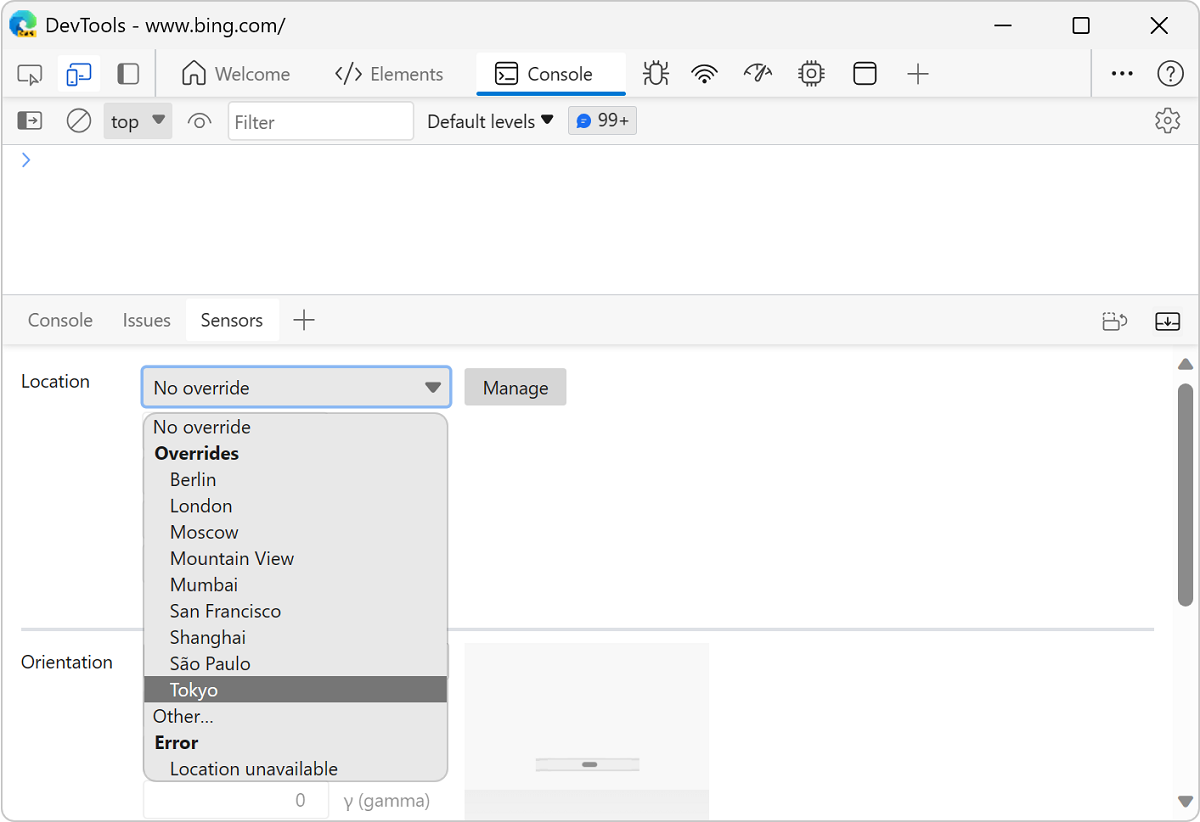 DevTools - www.bing.com/
Welcome
</> Elements
Console
top
Filter
Default levels
99+
Console
Issues
Sensors
Location
No override
Manage
No override
Overrides
Berlin
London
Moscow
Mountain View
Mumbai
San Francisco
Shanghai
São Paulo
Tokyo
Other...
Error
Location unavailable
Orientation
0
γ (gamma)